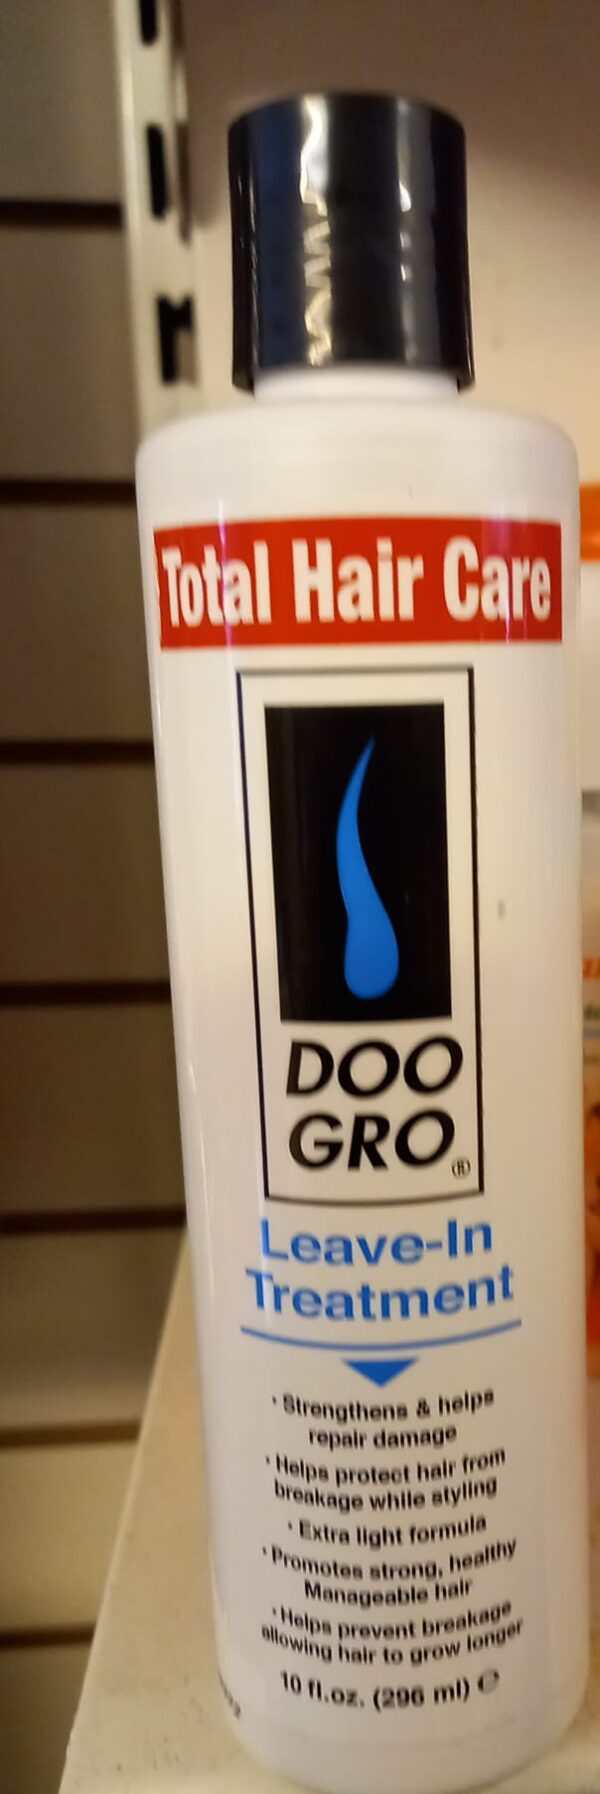 Total Hair Care
DOO
GRO
®
Leave-In
Treatment
· Strengthens & helps
repair damage
· Helps protect hair from
breakage while styling
· Extra light formula
· Promotes strong, healthy
Manageable hair
· Helps prevent breakage
allowing hair to grow longer
10 fl.oz. (296 ml) ℮